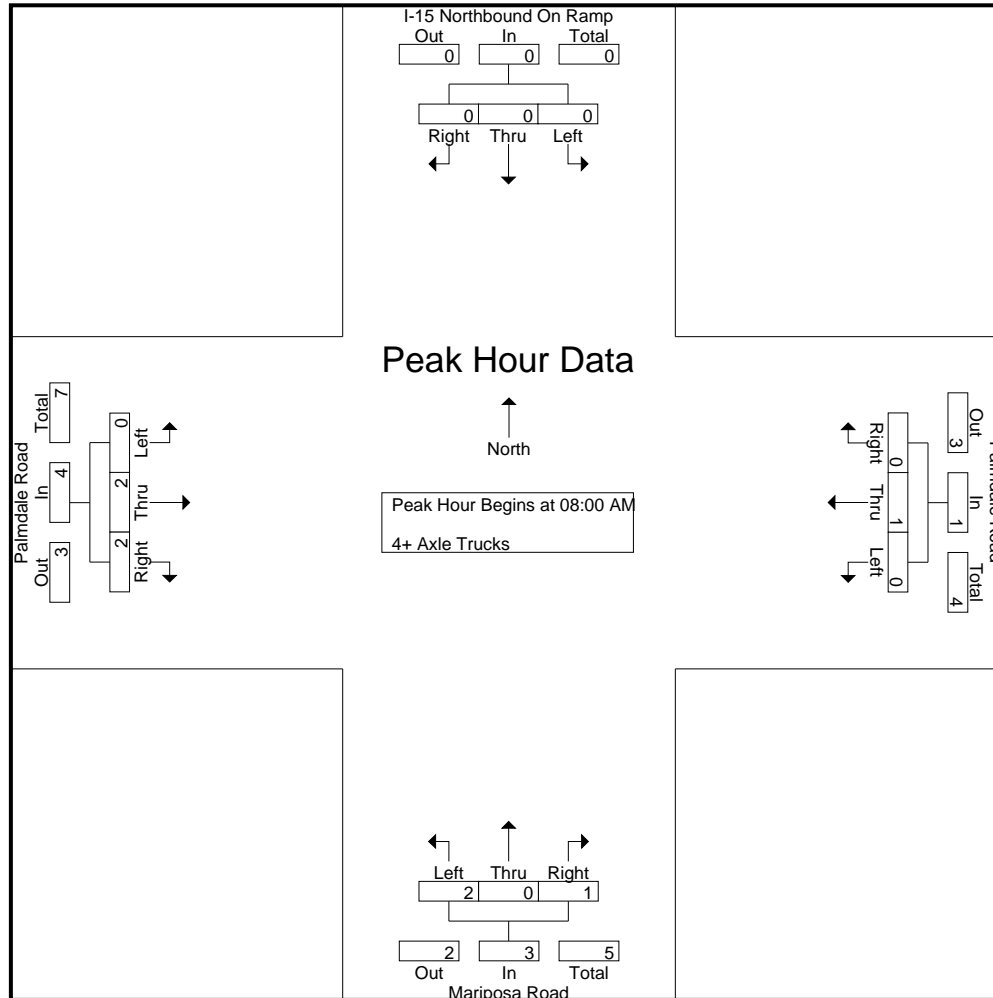 I-15 Northbound On Ramp
Out In Total
0 0 0
0 0 0
Right Thru Left
Peak Hour Data
North
Peak Hour Begins at 08:00 AM
4+ Axle Trucks
Palmdale Road
Total In Out
7 4 3
0 2 2
Left Thru Right
Palmdale Road
Out In Total
3 1 4
0 1 0
Right Thru Left
Left Thru Right
2 0 1
2 3 5
Out In Total
Mariposa Road